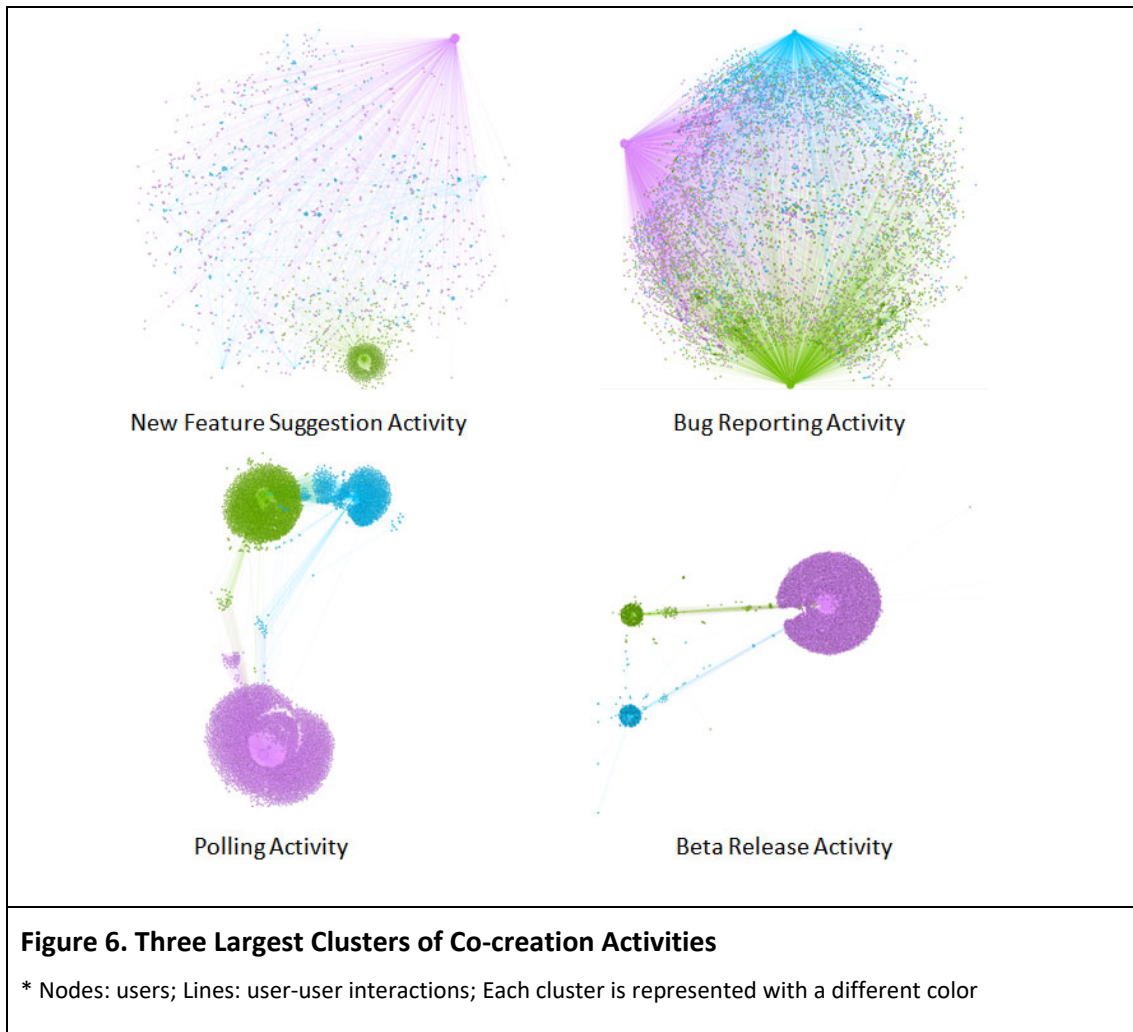 New Feature Suggestion Activity
Bug Reporting Activity
Polling Activity
Beta Release Activity
Figure 6. Three Largest Clusters of Co-creation Activities
* Nodes: users; Lines: user-user interactions; Each cluster is represented with a different color